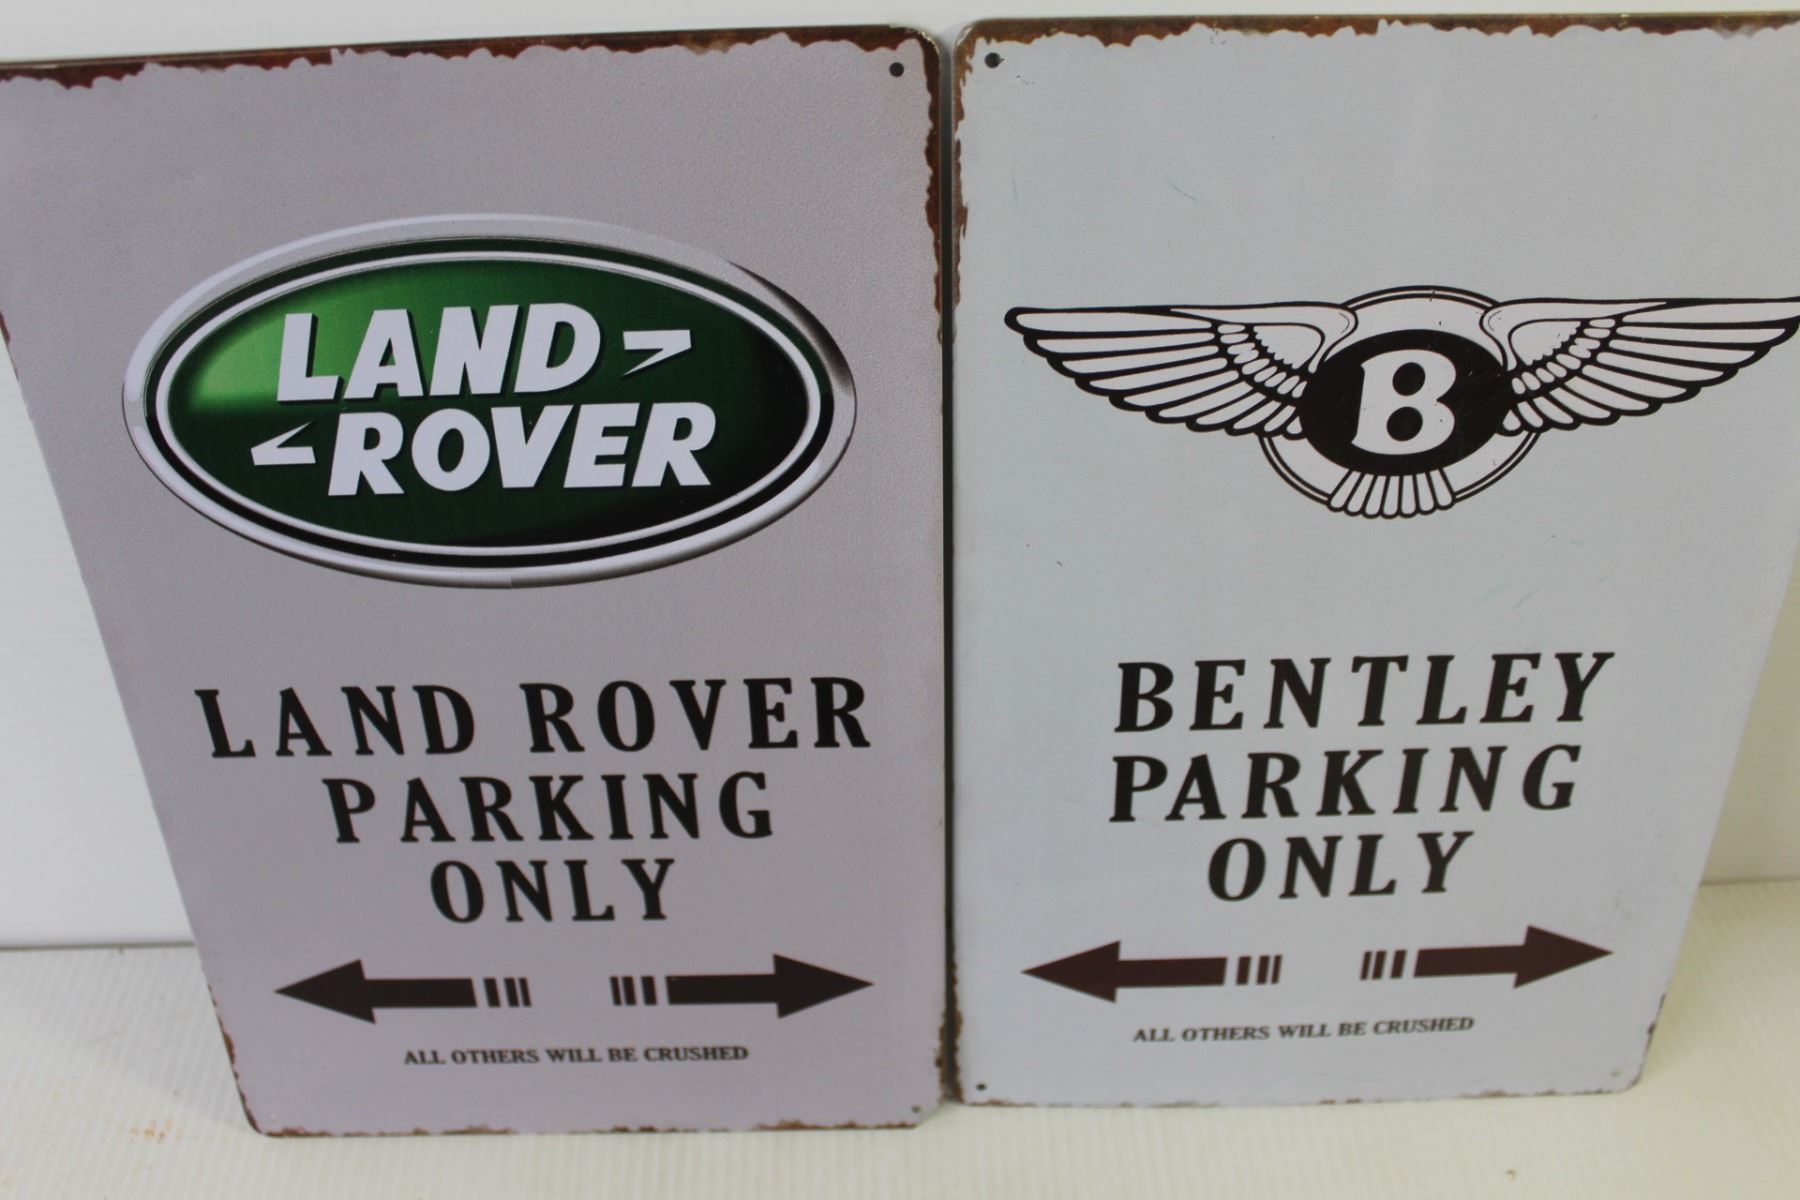 LAND
ROVER
LAND ROVER
PARKING
ONLY
ALL OTHERS WILL BE CRUSHED
B
BENTLEY
PARKING
ONLY
ALL OTHERS WILL BE CRUSHED